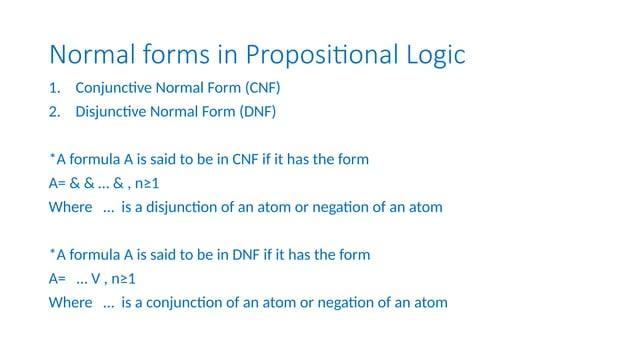 Normal forms in Propositional Logic
1. Conjunctive Normal Form (CNF)
2. Disjunctive Normal Form (DNF)
*A formula A is said to be in CNF if it has the form
A= & & … & , n≥1
Where … is a disjunction of an atom or negation of an atom
*A formula A is said to be in DNF if it has the form
A= … V , n≥1
Where … is a conjunction of an atom or negation of an atom